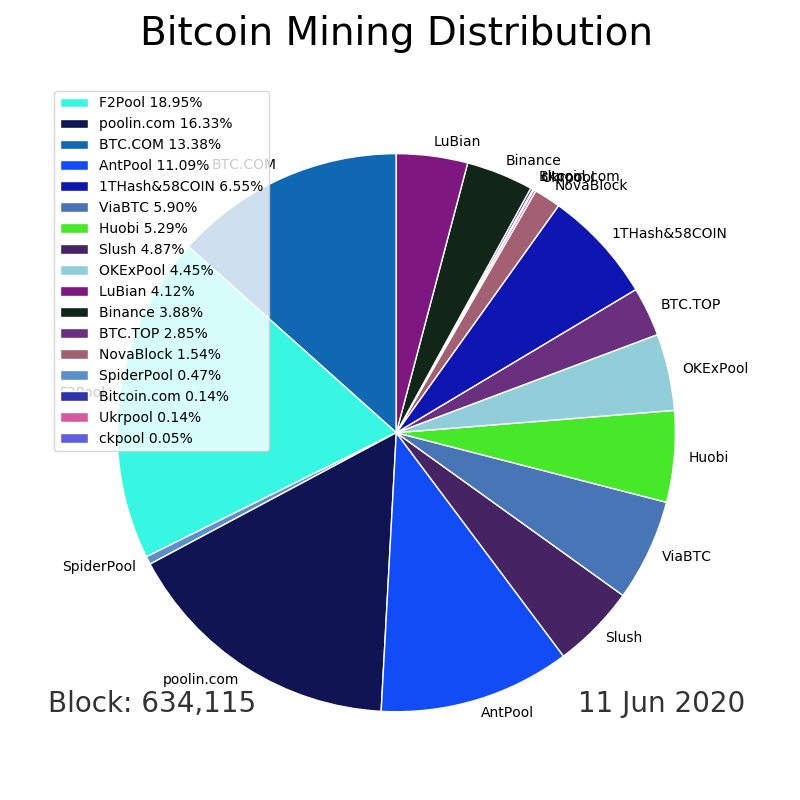 Bitcoin Mining Distribution
F2Pool 18.95%
poolin.com 16.33%
BTC.COM 13.38%
AntPool 11.09%
1THash&58COIN 6.55%
ViaBTC 5.90%
Huobi 5.29%
Slush 4.87%
OKExPool 4.45%
LuBian 4.12%
Binance 3.88%
BTC.TOP 2.85%
NovaBlock 1.54%
SpiderPool 0.47%
Bitcoin.com 0.14%
Ukrpool 0.14%
ckpool 0.05%
BTC.COM
F2Pool
LuBian
Binance
Bitcoin.com
NovaBlock
1THash&58COIN
BTC.TOP
OKExPool
Huobi
ViaBTC
Slush
AntPool
poolin.com
SpiderPool
Block: 634,115
11 Jun 2020